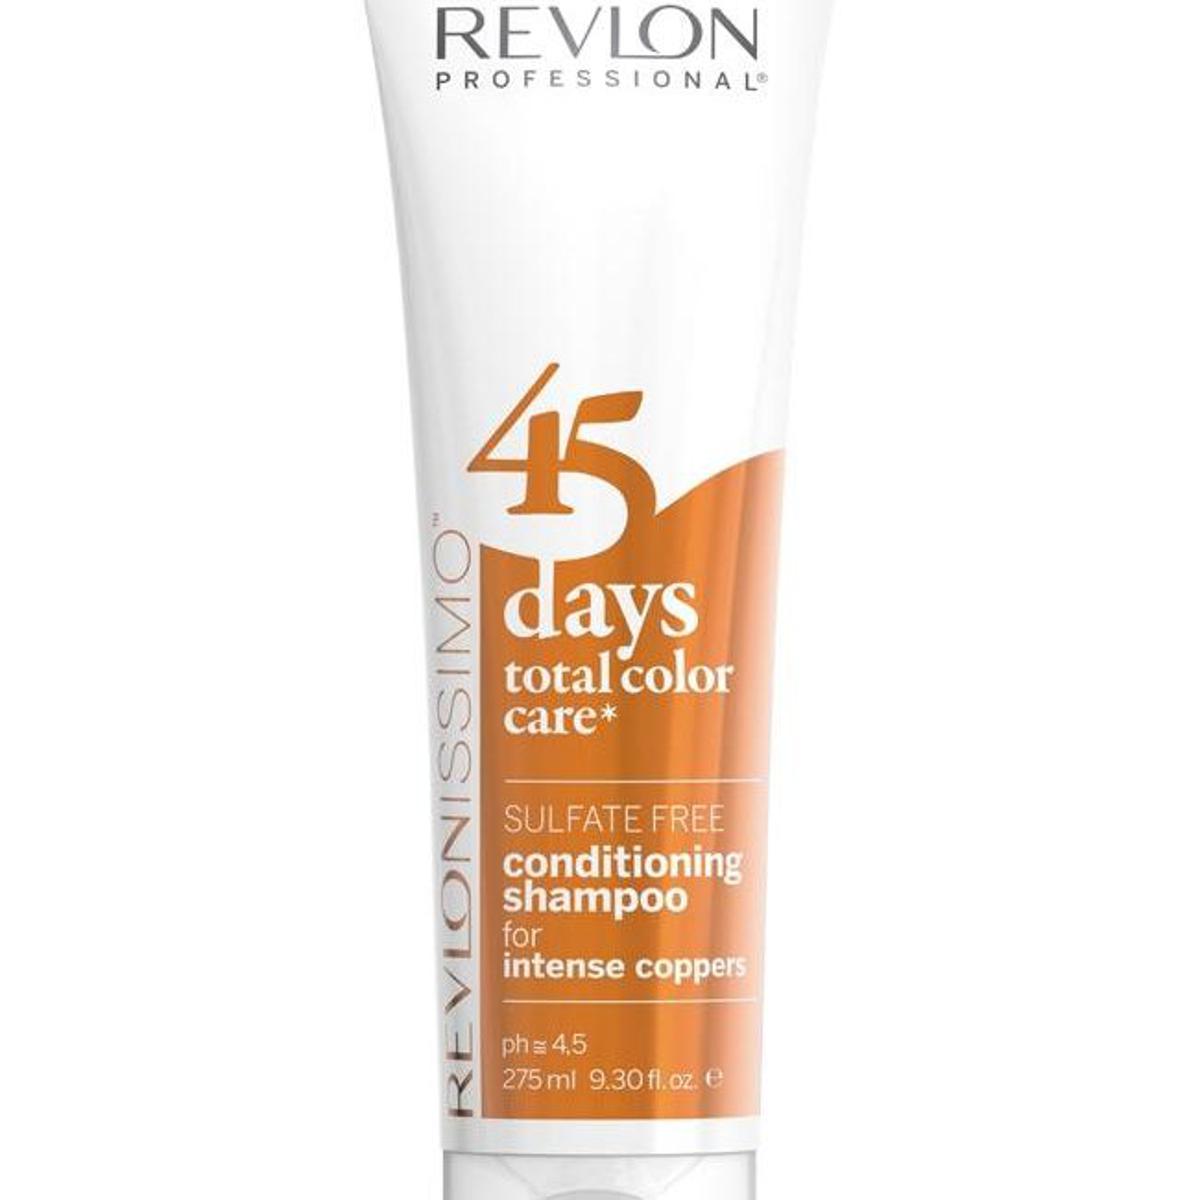 REVLON
PROFESSIONAL®
45
days
total color
care*
SULFATE FREE
conditioning
shampoo
for
intense coppers
ph≅4,5
275 ml 9.30 fl. oz. ℮
REVLONISSIMO™